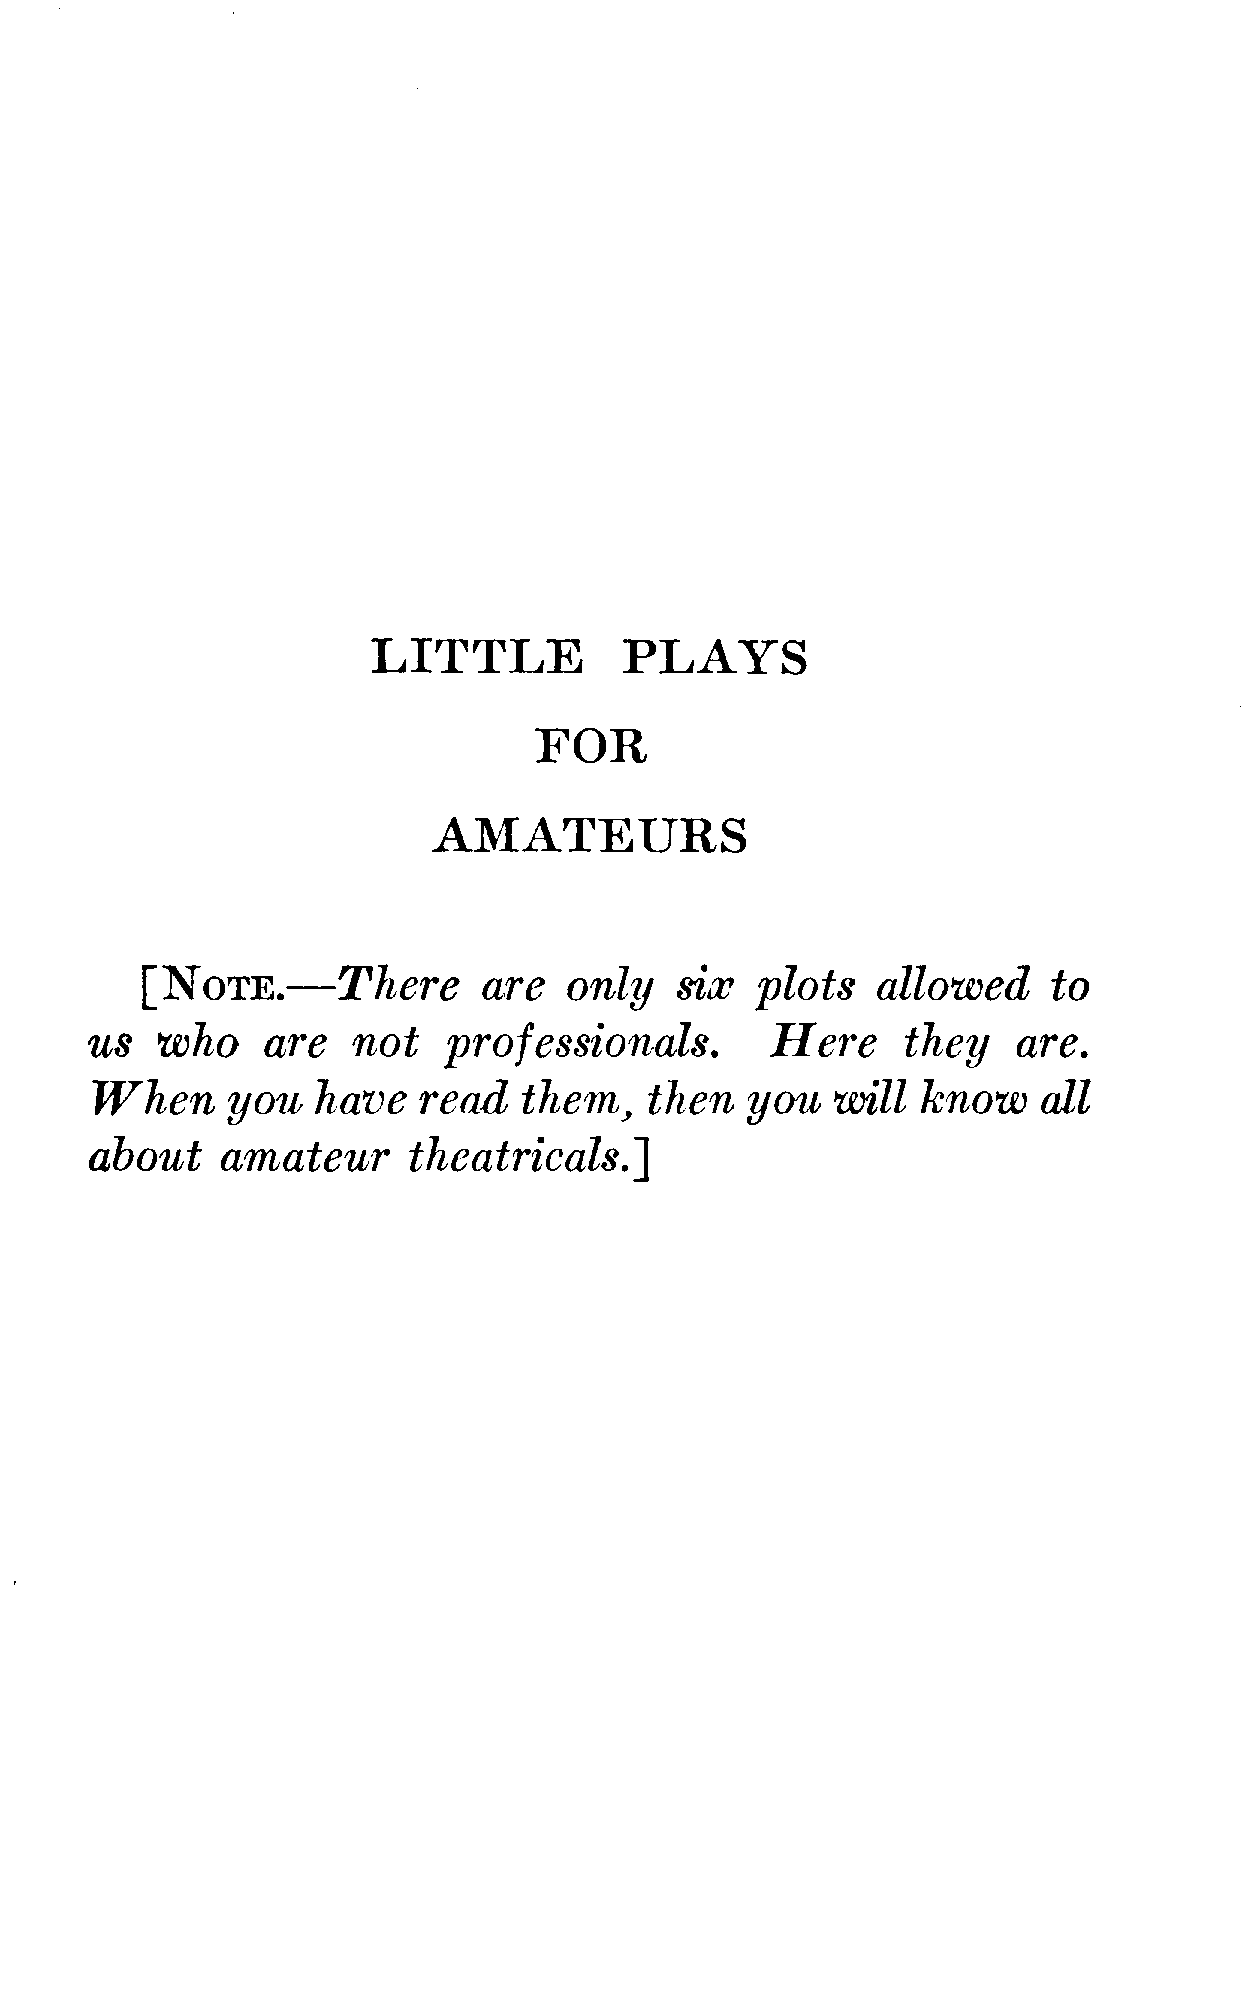 LITTLE PLAYS
FOR
AMATEURS
[NOTE.—There are only six plots allowed to
us who are not professionals. Here they are.
When you have read them, then you will know all
about amateur theatricals.]